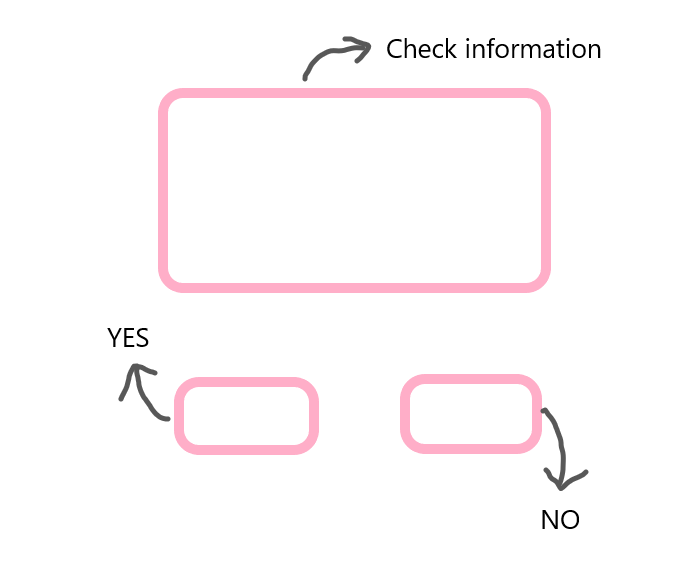 Check information
YES
NO